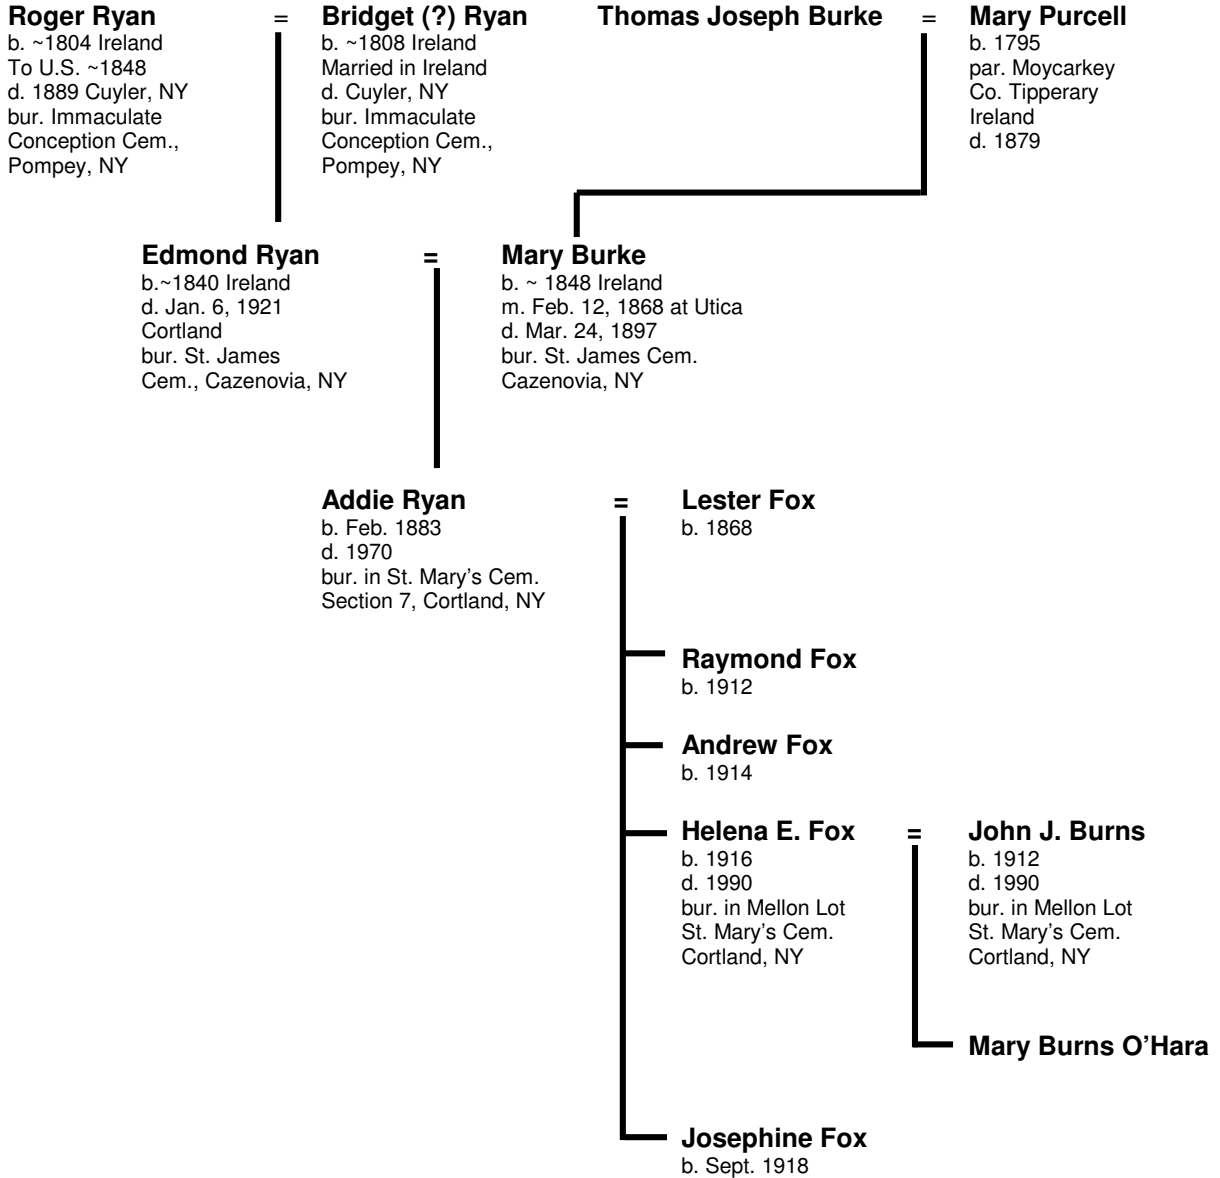 Roger Ryan
b. ~1804 Ireland
To U.S. ~1848
d. 1889 Cuyler, NY
bur. Immaculate
Conception Cem.,
Pompey, NY
=
Bridget (?) Ryan
b. ~1808 Ireland
Married in Ireland
d. Cuyler, NY
bur. Immaculate
Conception Cem.,
Pompey, NY
Thomas Joseph Burke
=
Mary Purcell
b. 1795
par. Moycarkey
Co. Tipperary
Ireland
d. 1879
Edmond Ryan
b.~1840 Ireland
d. Jan. 6, 1921
Cortland
bur. St. James
Cem., Cazenovia, NY
=
Mary Burke
b. ~ 1848 Ireland
m. Feb. 12, 1868 at Utica
d. Mar. 24, 1897
bur. St. James Cem.
Cazenovia, NY
Addie Ryan
b. Feb. 1883
d. 1970
bur. in St. Mary's Cem.
Section 7, Cortland, NY
=
Lester Fox
b. 1868
Raymond Fox
b. 1912
Andrew Fox
b. 1914
Helena E. Fox
b. 1916
d. 1990
bur. in Mellon Lot
St. Mary's Cem.
Cortland, NY
=
John J. Burns
b. 1912
d. 1990
bur. in Mellon Lot
St. Mary's Cem.
Cortland, NY
Mary Burns O'Hara
Josephine Fox
b. Sept. 1918